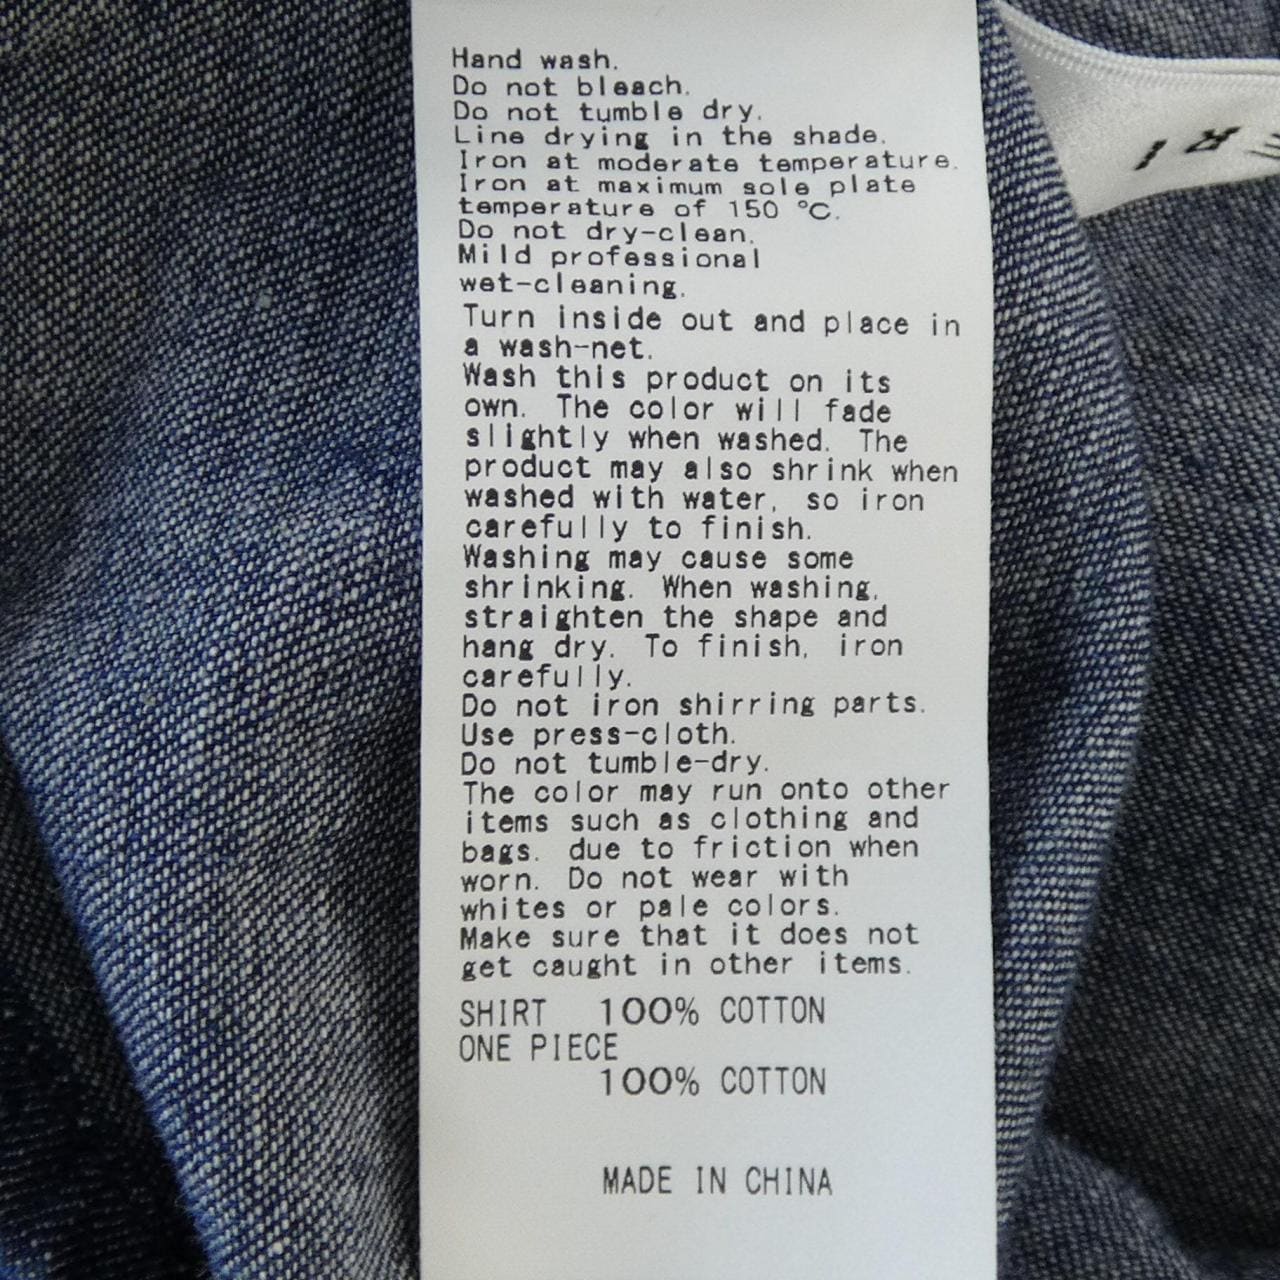 Hand wash.
Do not bleach.
Do not tumble dry.
Line drying in the shade.
Iron at moderate temperature.
Iron at maximum sole plate
temperature of 150 °C.
Do not dry-clean.
Mild professional
wet-cleaning.
Turn inside out and place in
a wash-net.
Wash this product on its
own. The color will fade
slightly when washed. The
product may also shrink when
washed with water, so iron
carefully to finish.
Washing may cause some
shrinking. When washing,
straighten the shape and
hang dry. To finish, iron
carefully.
Do not iron shirring parts.
Use press-cloth.
Do not tumble-dry.
The color may run onto other
items such as clothing and
bags. due to friction when
worn. Do not wear with
whites or pale colors.
Make sure that it does not
get caught in other items.
SHIRT 100% COTTON
ONE PIECE
100% COTTON
MADE IN CHINA